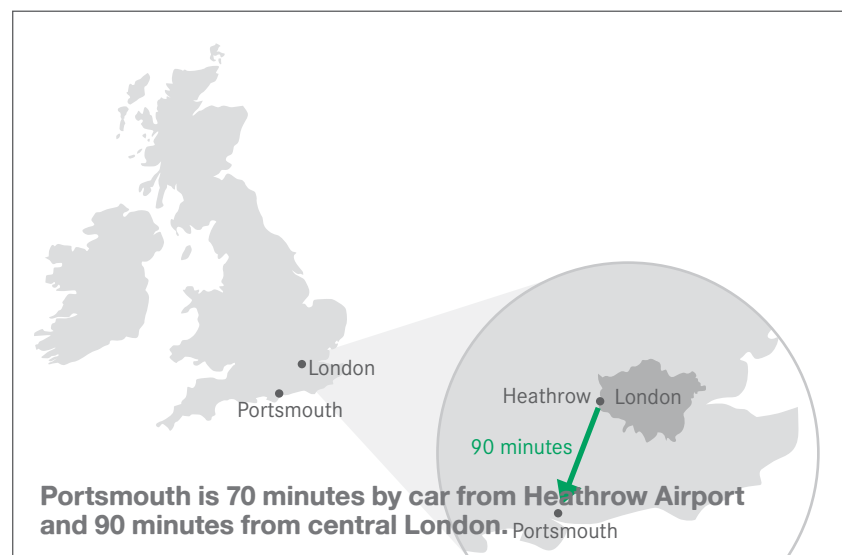 London
Portsmouth
Heathrow London
90 minutes
Portsmouth is 70 minutes by car from Heathrow Airport
and 90 minutes from central London.
Portsmouth